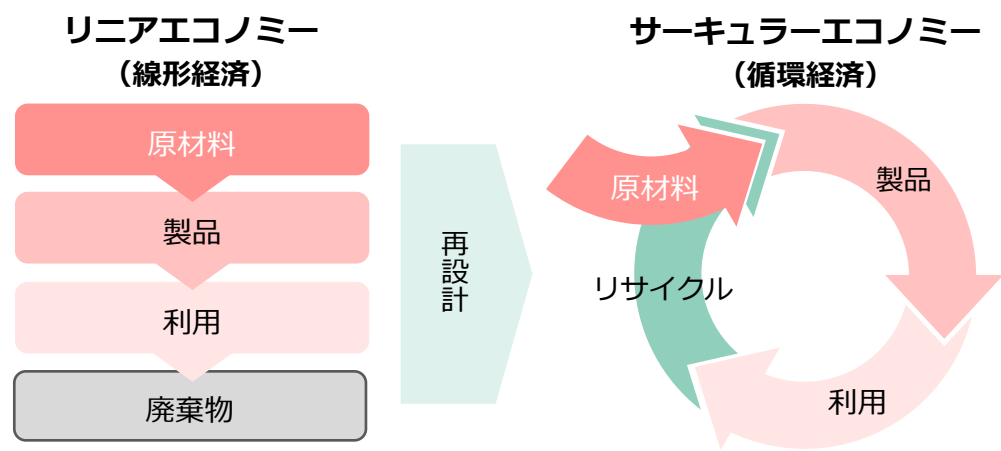 リニアエコノミー
（線形経済）
原材料
製品
利用
廃棄物
再設計
サーキュラーエコノミー
（循環経済）
原材料
製品
利用
リサイクル